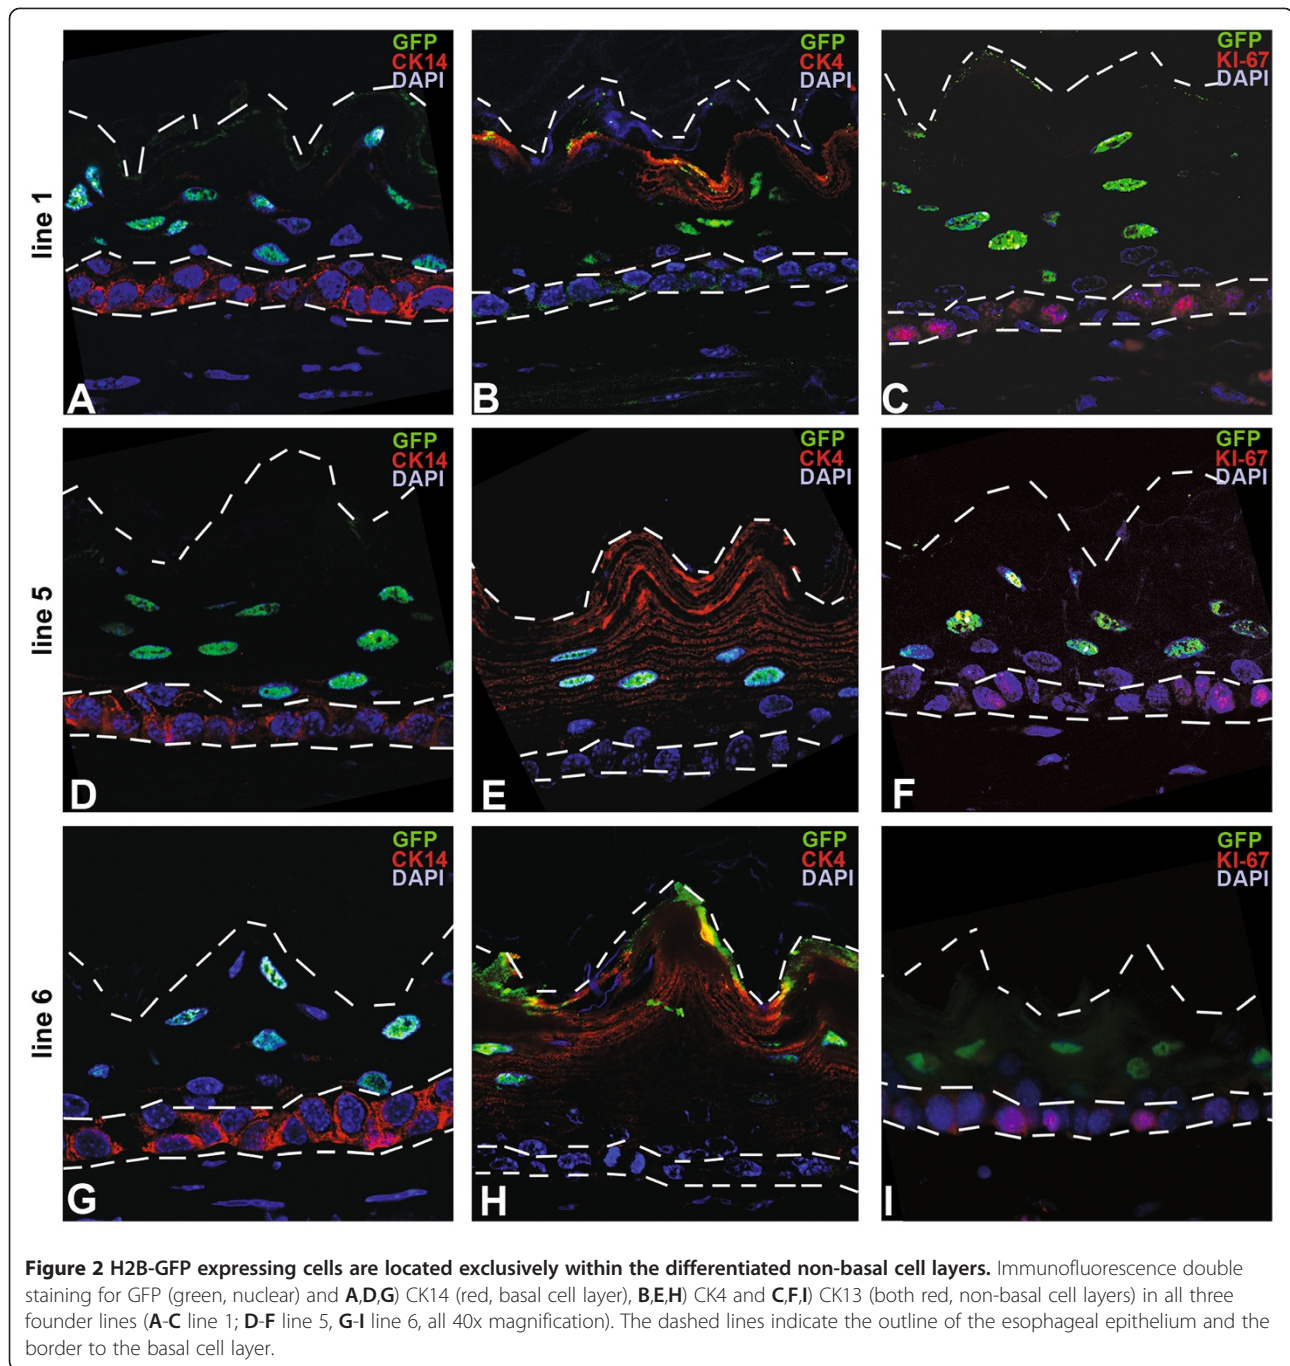 GFP
CK14
DAPI
GFP
CK4
DAPI
GFP
KI-67
DAPI
line 1
A
B
C
GFP
CK14
DAPI
GFP
CK4
DAPI
GFP
KI-67
DAPI
line 5
D
E
F
GFP
CK14
DAPI
GFP
CK4
DAPI
GFP
KI-67
DAPI
line 6
G
H
I
Figure 2 H2B-GFP expressing cells are located exclusively within the differentiated non-basal cell layers. Immunofluorescence double
staining for GFP (green, nuclear) and A,D,G) CK14 (red, basal cell layer), B,E,H) CK4 and C,F,I) CK13 (both red, non-basal cell layers) in all three
founder lines (A-C line 1; D-F line 5, G-I line 6, all 40x magnification). The dashed lines indicate the outline of the esophageal epithelium and the
border to the basal cell layer.